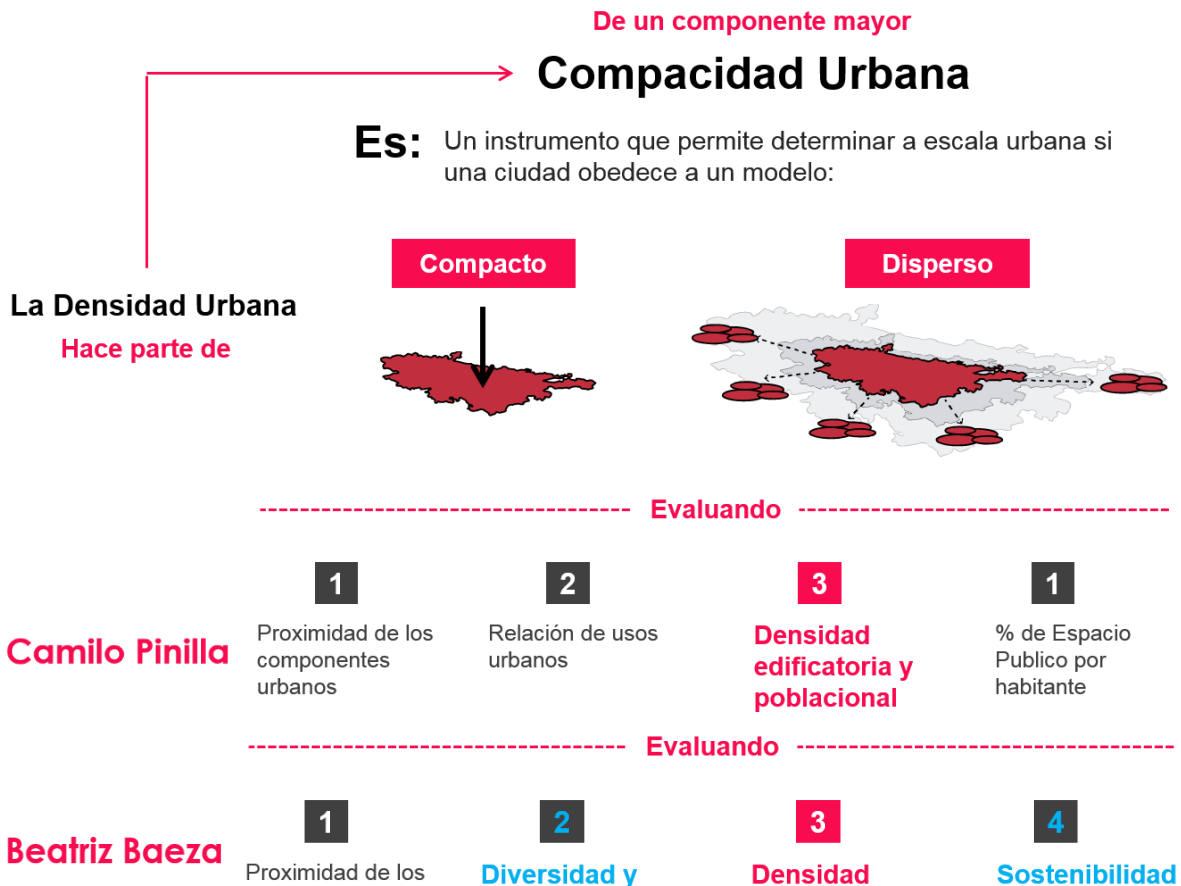 De un componente mayor
Compacidad Urbana
Es: Un instrumento que permite determinar a escala urbana si
una ciudad obedece a un modelo:
Compacto
Disperso
La Densidad Urbana
Hace parte de
Evaluando
1
2
3
1
Camilo Pinilla
Proximidad de los
componentes
urbanos
Relación de usos
urbanos
Densidad
edificatoria y
poblacional
% de Espacio
Publico por
habitante
Evaluando
1
2
3
4
Beatriz Baeza
Proximidad de los
Diversidad y
Densidad
Sostenibilidad